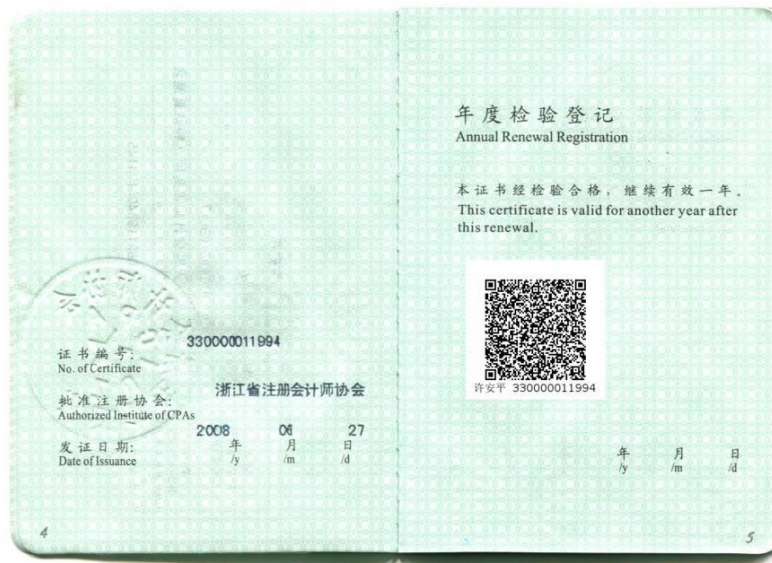 证书编号:
No. of Certificate
330000011994
批准注册协会:
Authorized Institute of CPAs
浙江省注册会计师协会
发证日期:
Date of Issuance
2008 06 27
年 月 日
/y /m /d
4
年度检验登记
Annual Renewal Registration
本证书经检验合格，继续有效一年。
This certificate is valid for another year after
this renewal.
许安平 330000011994
年 月 日
/y /m /d
5